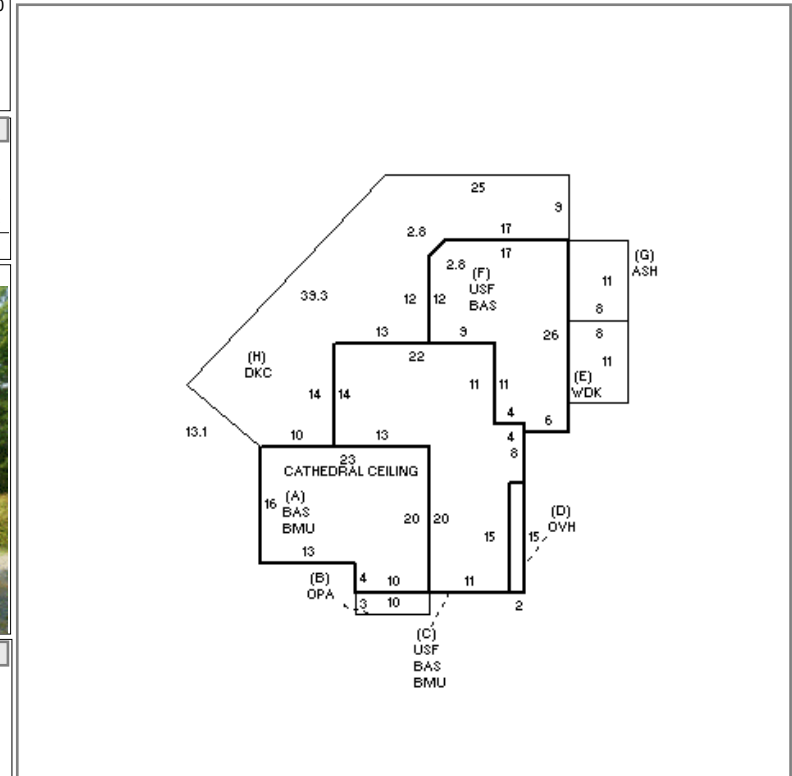 25
9
2.8
17
17
(G)
ASH
2.8
(F)
USF
BAS
11
39.3
12
12
8
13
9
26
8
22
11
(H)
DKC
(E)
WDK
14
14
11
11
4
6
13.1
10
13
4
8
23
CATHEDRAL CEILING
16
(A)
BAS
BMU
20
20
(D)
OVH
15
15
13
(B)
OPA
4
10
11
3
10
2
(C)
USF
BAS
BMU